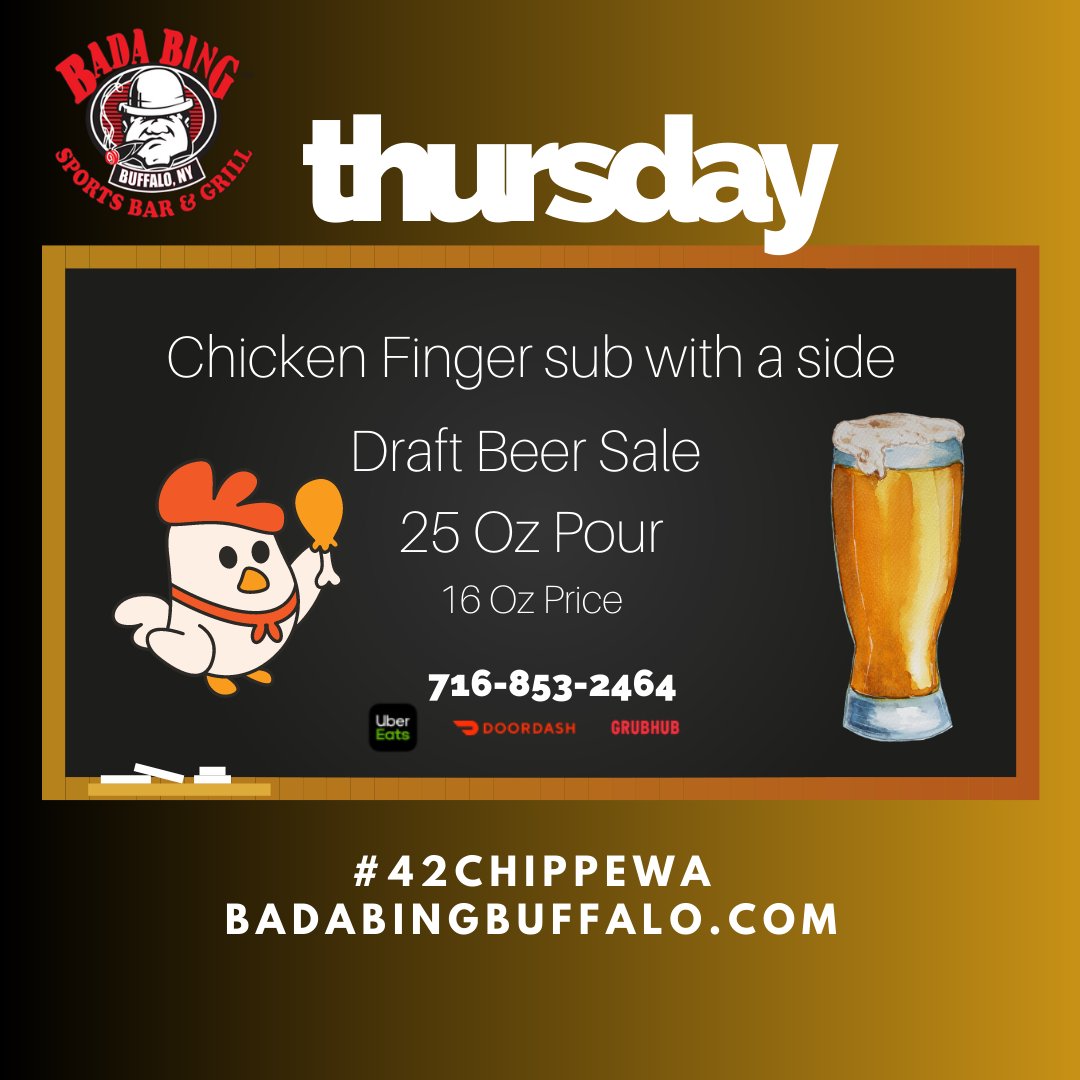 BADA BING
BUFFALO, NY
SPORTS BAR & GRILL
thursday
Chicken Finger sub with a side
Draft Beer Sale
25 Oz Pour
16 Oz Price
716-853-2464
Uber
Eats
DOORDASH
GRUBHUB
#42CHIPPEWA
BADABINGBUFFALO.COM